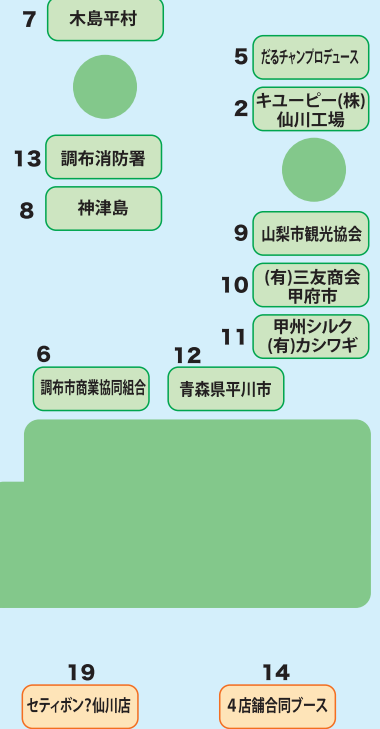 7
木島平村
5
だるチャンプロデュース
2
キユーピー(株)
仙川工場
13
調布消防署
8
神津島
9
山梨市観光協会
10
(有)三友商会
甲府市
11
甲州シルク
(有)カシワギ
6
調布市商業協同組合
12
青森県平川市
19
セティボン?仙川店
14
4店舗合同ブース